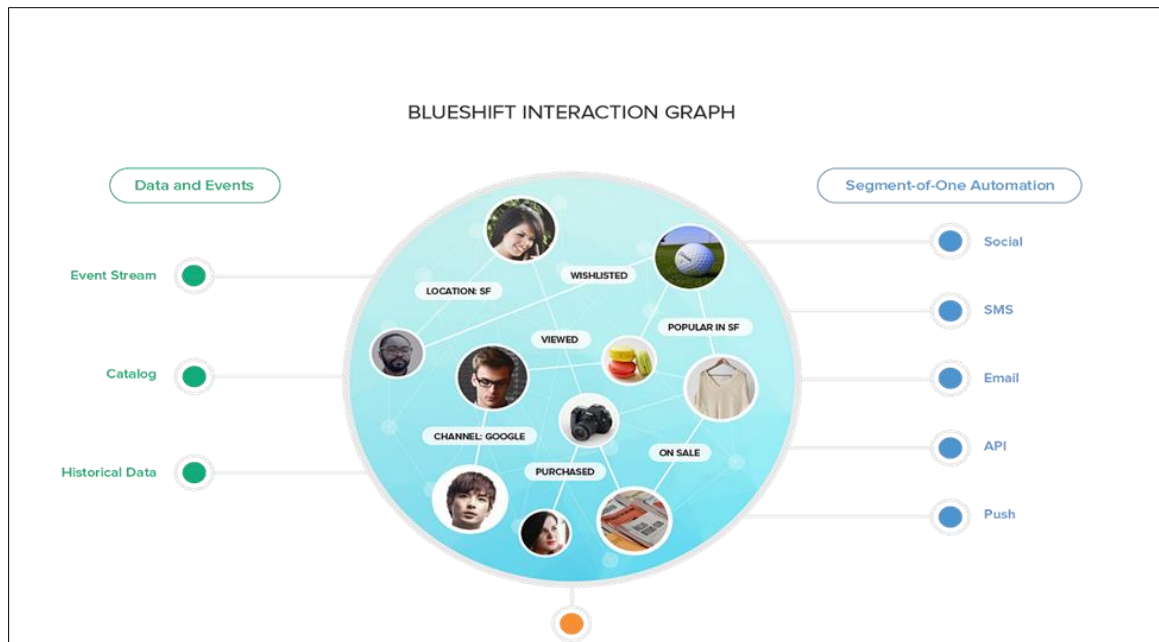 BLUESHIFT INTERACTION GRAPH
Data and Events
Event Stream
Catalog
Historical Data
LOCATION: SF
WISHLISTED
VIEWED
POPULAR IN SF
CHANNEL: GOOGLE
PURCHASED
ON SALE
Segment-of-One Automation
Social
SMS
Email
API
Push